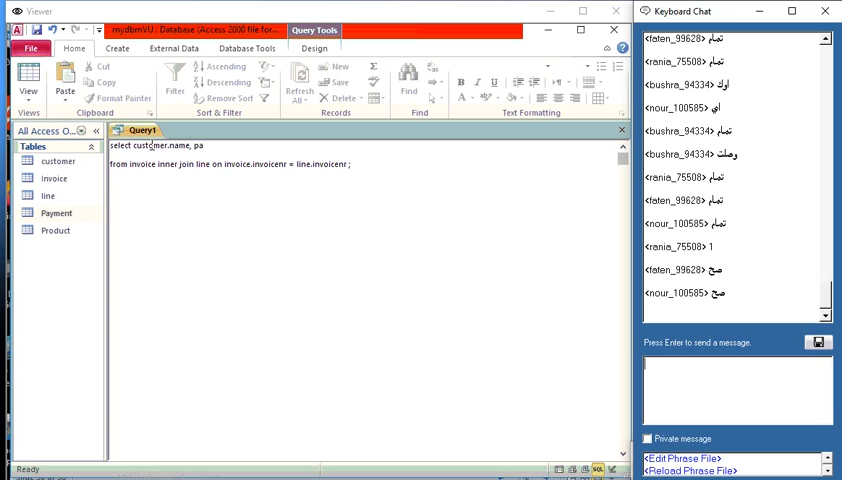 Viewer
mydbrnVU : Database (Access 2000 file for...
Query Tools
File
Home
Create
External Data
Database Tools
Design
View
Views
Paste
Cut
Copy
Format Painter
Clipboard
Filter
Ascending
Descending
Remove Sort
Sort & Filter
Refresh
All
New
Save
Delete
Records
Find
Find
B I U
A
Text Formatting
All Access O...
Tables
customer
Invoice
line
Payment
Product
Query1
select customer.name, pa
from invoice inner join line on invoice.invoicenr = line.invoicenr ;
Ready
SQL
Keyboard Chat
<faten_99628> تمام
<rania_75508> تمام
<bushra_94334> اوك
<nour_100585> اي
<bushra_94334> تمام
<bushra_94334> وصلت
<rania_75508> تمام
<faten_99628> تمام
<nour_100585> تمام
<rania_75508> 1
<faten_99628> صح
<nour_100585> صح
Press Enter to send a message.
Private message
<Edit Phrase File>
<Reload Phrase File>